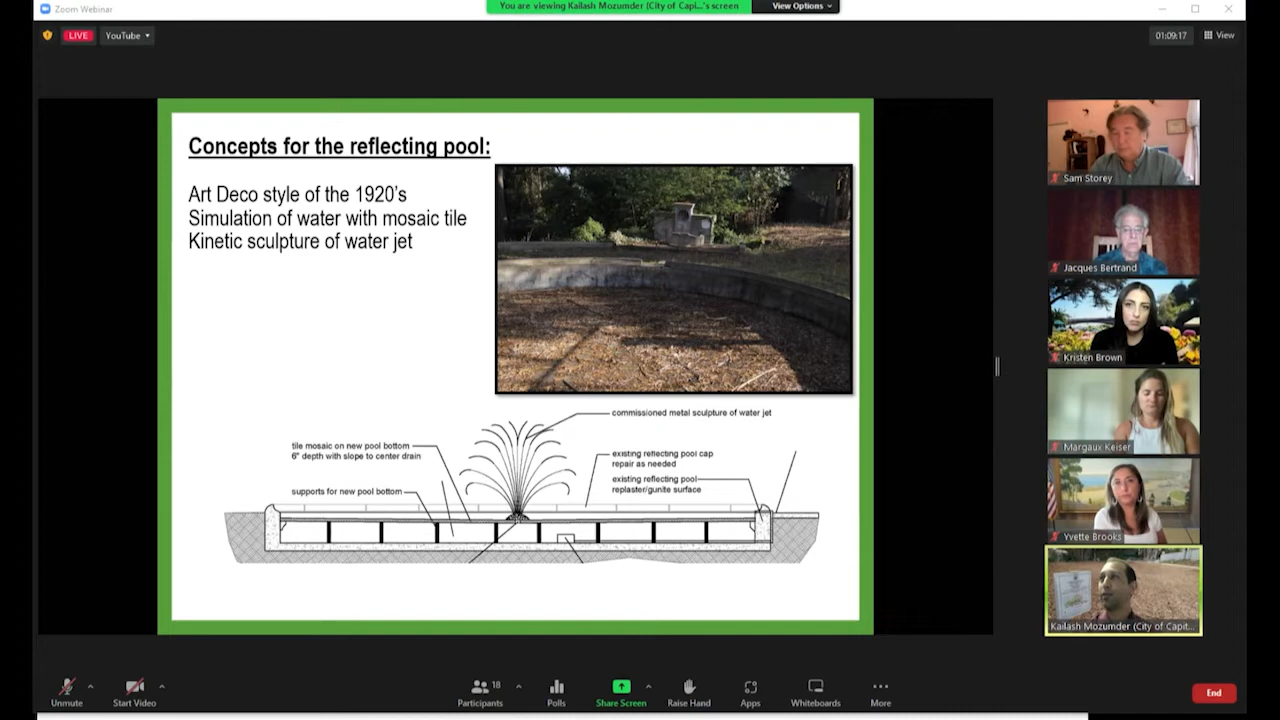 Zoom Webinar
You are viewing Kailash Mozumder (City of Capi...'s screen
View Options
LIVE
YouTube
01:09:17
View
Concepts for the reflecting pool:
Art Deco style of the 1920's
Simulation of water with mosaic tile
Kinetic sculpture of water jet
commissioned metal sculpture of water jet
tile mosaic on new pool bottom
6" depth with slope to center drain
existing reflecting pool cap
repair as needed
existing reflecting pool
replaster/gunite surface
supports for new pool bottom
Sam Storey
Jacques Bertrand
Kristen Brown
Margaux Keiser
Yvette Brooks
Kailash Mozumder (City of Capit...
Unmute
Start Video
18
Participants
Polls
Share Screen
Raise Hand
Apps
Whiteboards
More
End